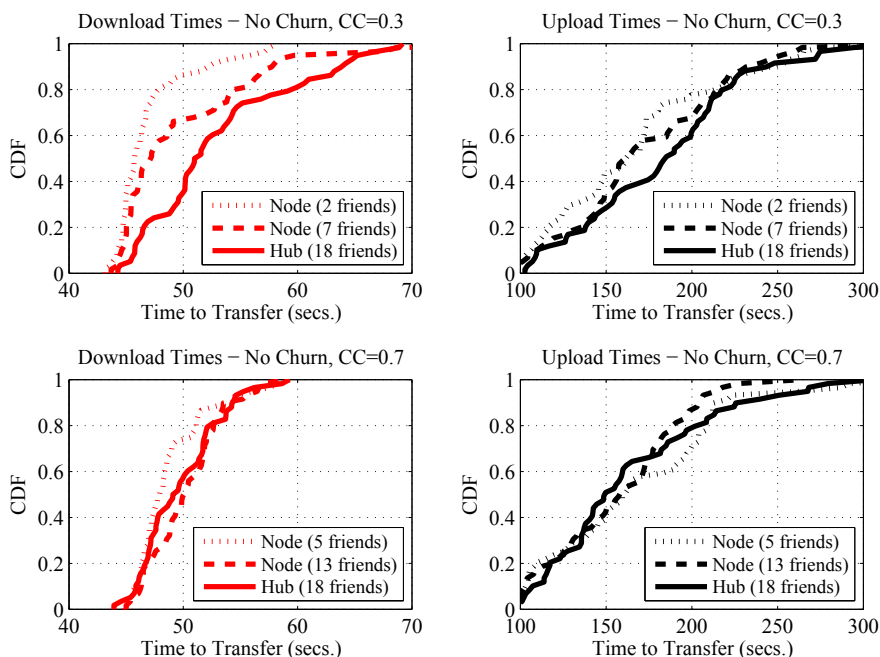 Download Times − No Churn, CC=0.3
1
0.8
0.6
0.4
0.2
0
CDF
Node (2 friends)
Node (7 friends)
Hub (18 friends)
40 50 60 70
Time to Transfer (secs.)
Upload Times − No Churn, CC=0.3
1
0.8
0.6
0.4
0.2
0
CDF
Node (2 friends)
Node (7 friends)
Hub (18 friends)
100 150 200 250 300
Time to Transfer (secs.)
Download Times − No Churn, CC=0.7
1
0.8
0.6
0.4
0.2
0
CDF
Node (5 friends)
Node (13 friends)
Hub (18 friends)
40 50 60 70
Time to Transfer (secs.)
Upload Times − No Churn, CC=0.7
1
0.8
0.6
0.4
0.2
0
CDF
Node (5 friends)
Node (13 friends)
Hub (18 friends)
100 150 200 250 300
Time to Transfer (secs.)